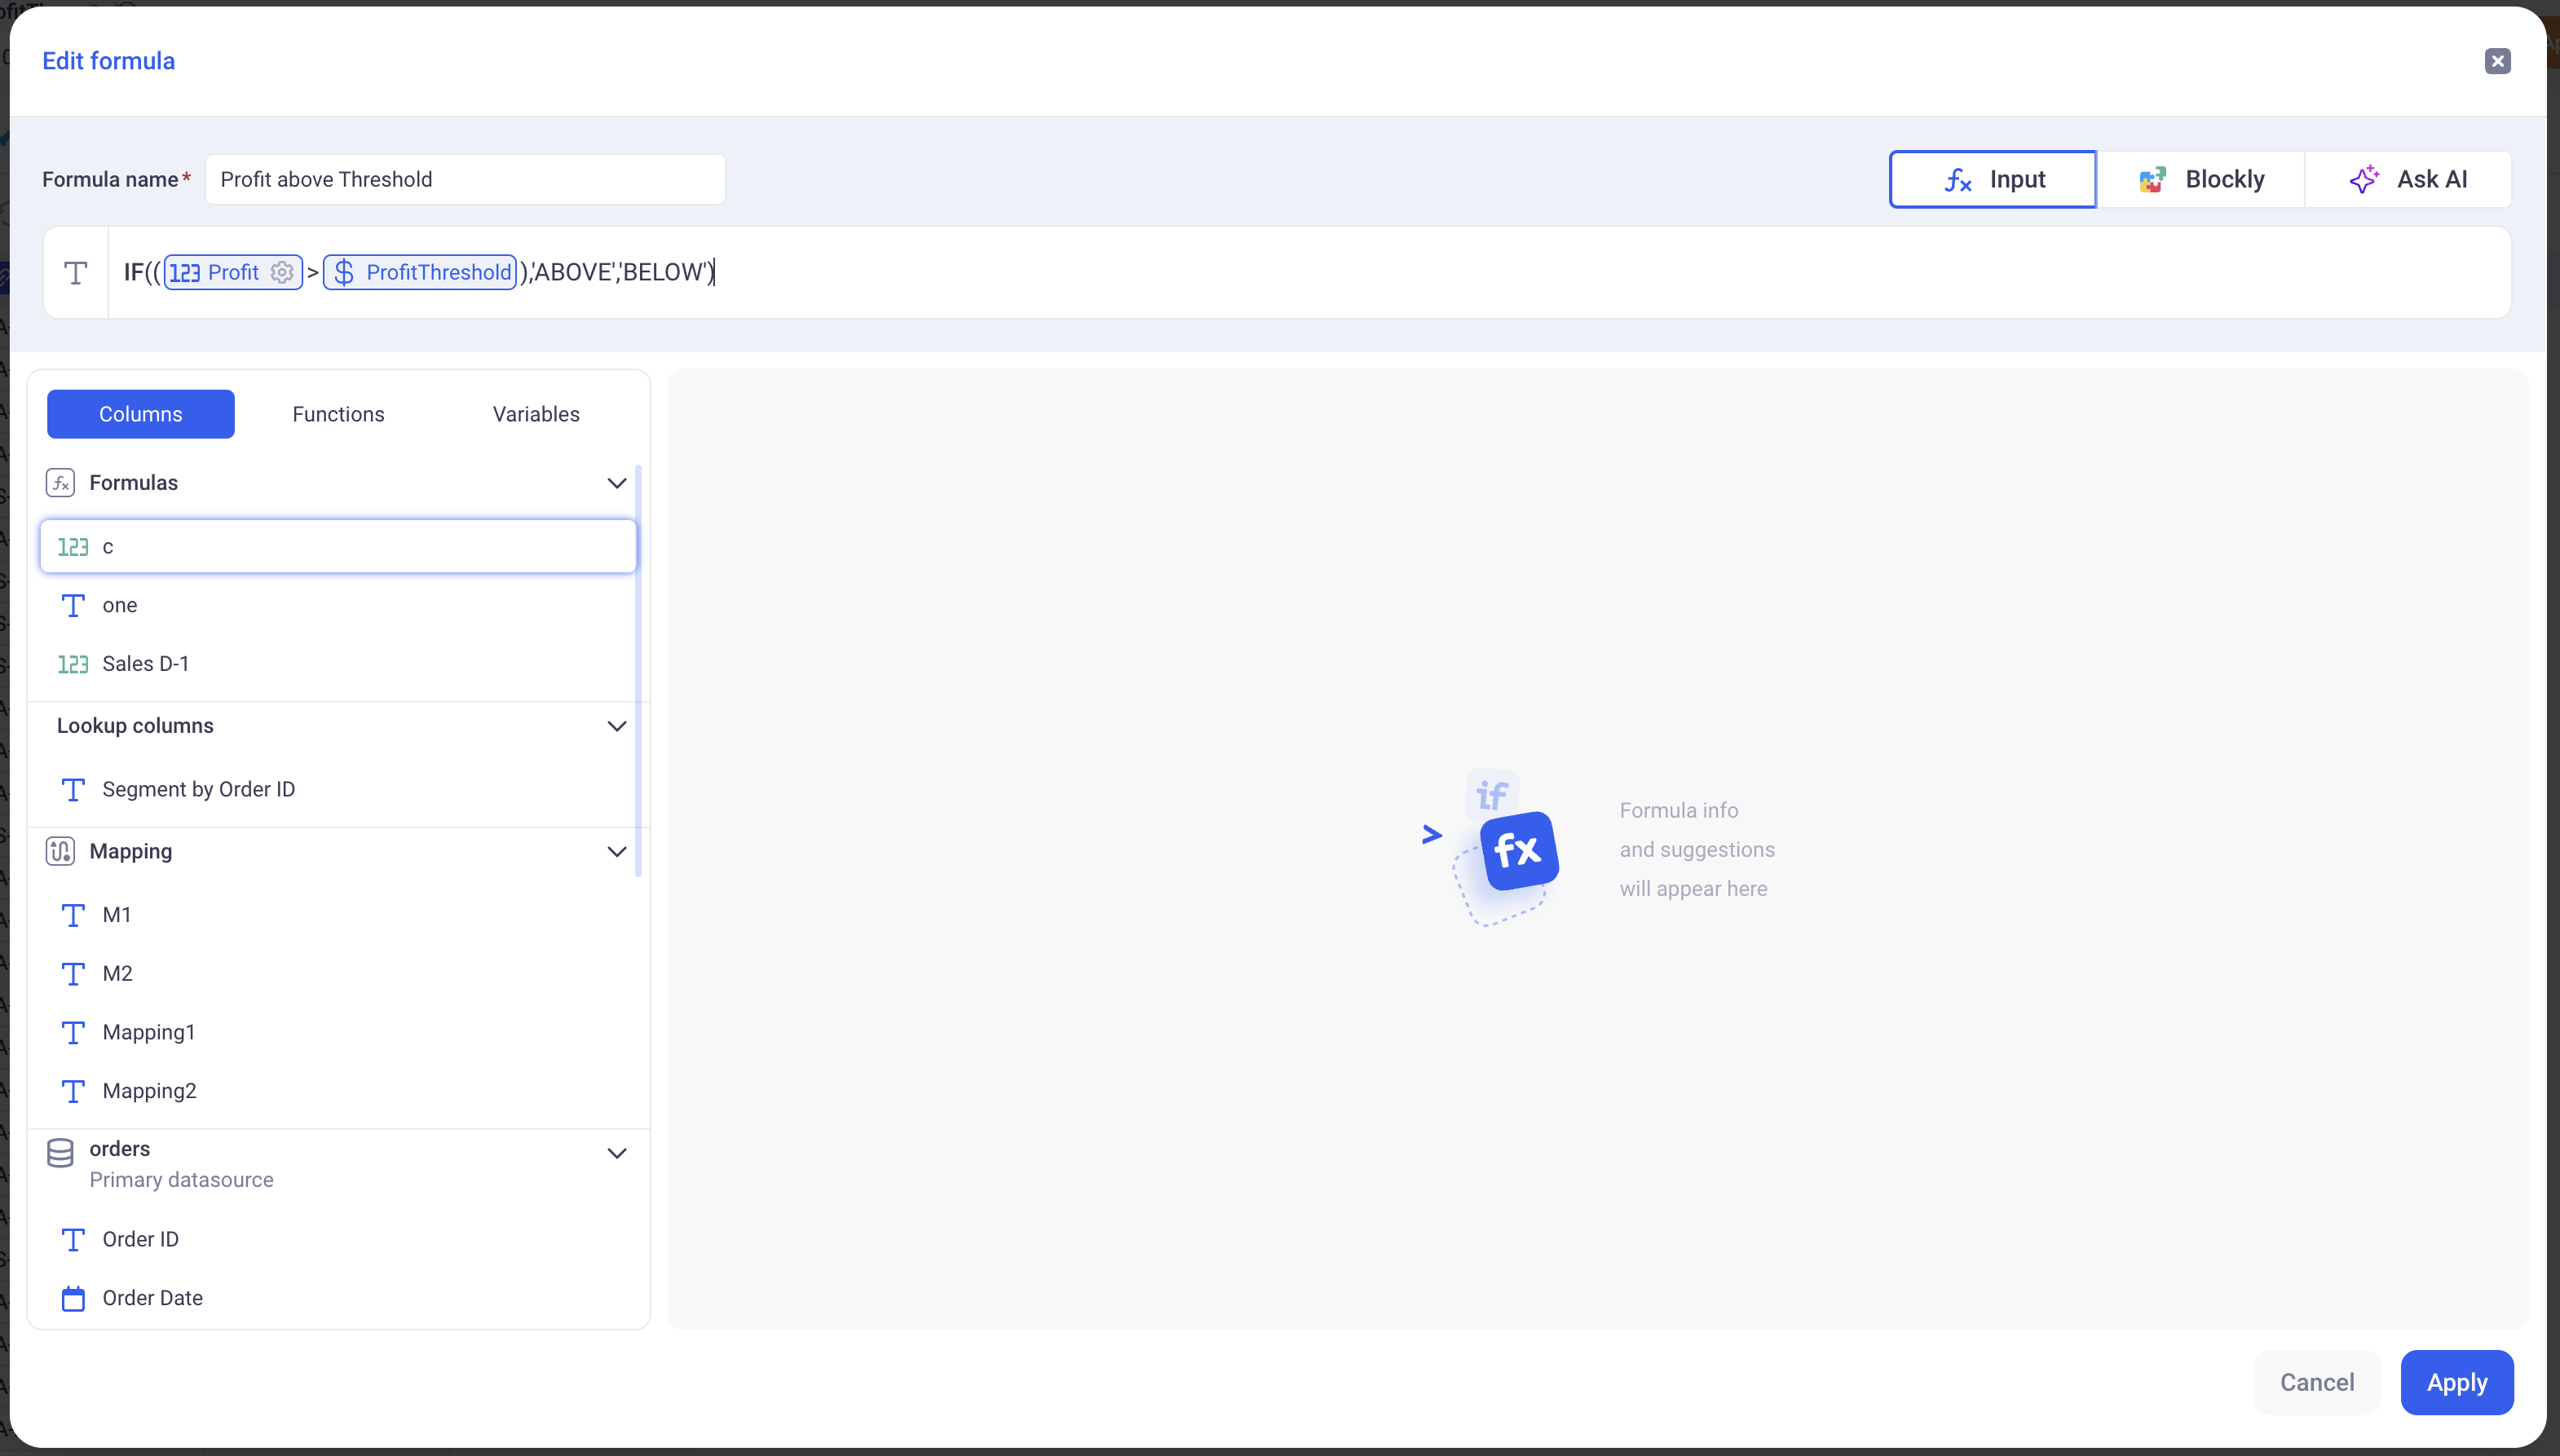 Edit formula
Formula name*
Profit above Threshold
Input
Blockly
Ask AI
IF((123 Profit > $ ProfitThreshold),'ABOVE','BELOW')
Columns
Functions
Variables
fx Formulas
123 c
T one
123 Sales D-1
Lookup columns
T Segment by Order ID
Mapping
T M1
T M2
T Mapping1
T Mapping2
orders
Primary datasource
T Order ID
Order Date
if
> fx
Formula info
and suggestions
will appear here
Cancel
Apply